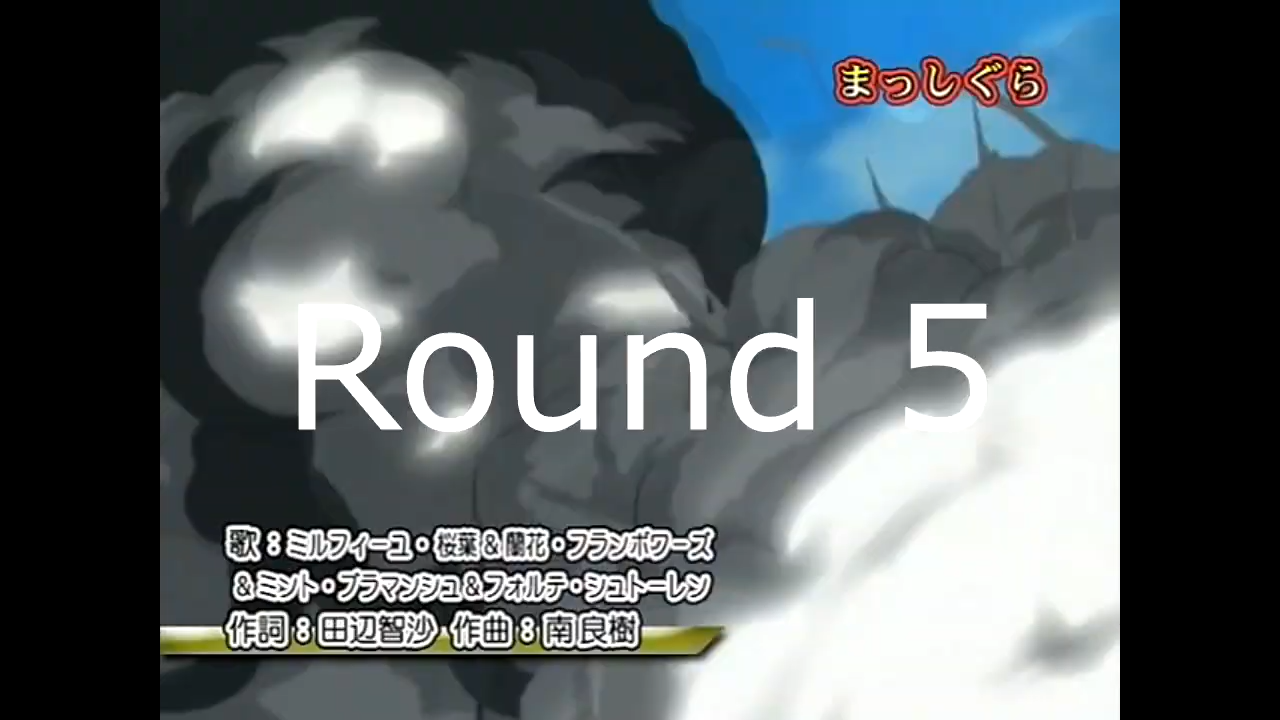 まっしぐら
Round 5
歌：ミルフィーユ・桜葉＆蘭花・フランボワーズ
＆ミント・ブラマンシュ＆フォルテ・シュトーレン
作詞：田辺智沙 作曲：南良樹